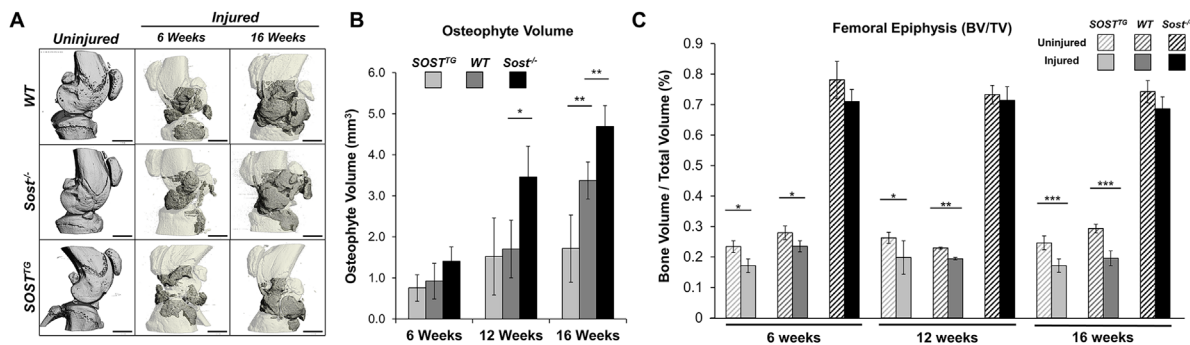 A
Injured
Uninjured 6 Weeks 16 Weeks
WT
Sost-/-
SOSTTG
B
Osteophyte Volume
SOSTTG WT Sost-/-
Osteophyte Volume (mm3)
6.0
5.0
4.0
3.0
2.0
1.0
0.0
*
**
**
6 Weeks 12 Weeks 16 Weeks
C
Femoral Epiphysis (BV/TV)
SOSTTG WT Sost-/-
Uninjured
Injured
Bone Volume / Total Volume (%)
0.9
0.8
0.7
0.6
0.5
0.4
0.3
0.2
0.1
0
* * * ** *** ***
6 weeks 12 weeks 16 weeks